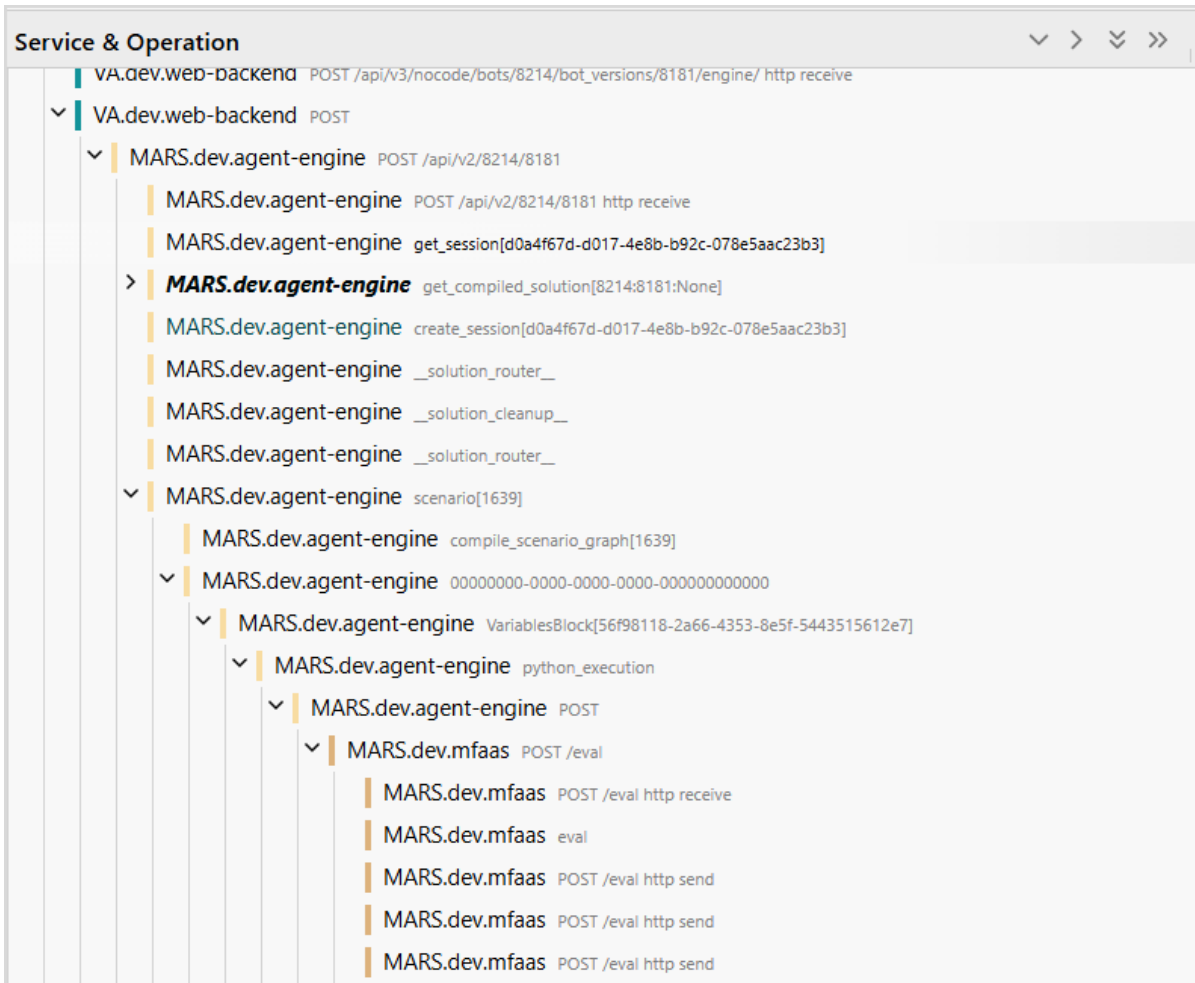 Service & Operation
VA.dev.web-backend POST /api/v3/nocode/bots/8214/bot_versions/8181/engine/ http receive
VA.dev.web-backend POST
MARS.dev.agent-engine POST /api/v2/8214/8181
MARS.dev.agent-engine POST /api/v2/8214/8181 http receive
MARS.dev.agent-engine get_session[d0a4f67d-d017-4e8b-b92c-078e5aac23b3]
MARS.dev.agent-engine get_compiled_solution[8214:8181:None]
MARS.dev.agent-engine create_session[d0a4f67d-d017-4e8b-b92c-078e5aac23b3]
MARS.dev.agent-engine __solution_router__
MARS.dev.agent-engine __solution_cleanup__
MARS.dev.agent-engine __solution_router__
MARS.dev.agent-engine scenario[1639]
MARS.dev.agent-engine compile_scenario_graph[1639]
MARS.dev.agent-engine 00000000-0000-0000-0000-000000000000
MARS.dev.agent-engine VariablesBlock[56f98118-2a66-4353-8e5f-5443515612e7]
MARS.dev.agent-engine python_execution
MARS.dev.agent-engine POST
MARS.dev.mfaas POST /eval
MARS.dev.mfaas POST /eval http receive
MARS.dev.mfaas eval
MARS.dev.mfaas POST /eval http send
MARS.dev.mfaas POST /eval http send
MARS.dev.mfaas POST /eval http send